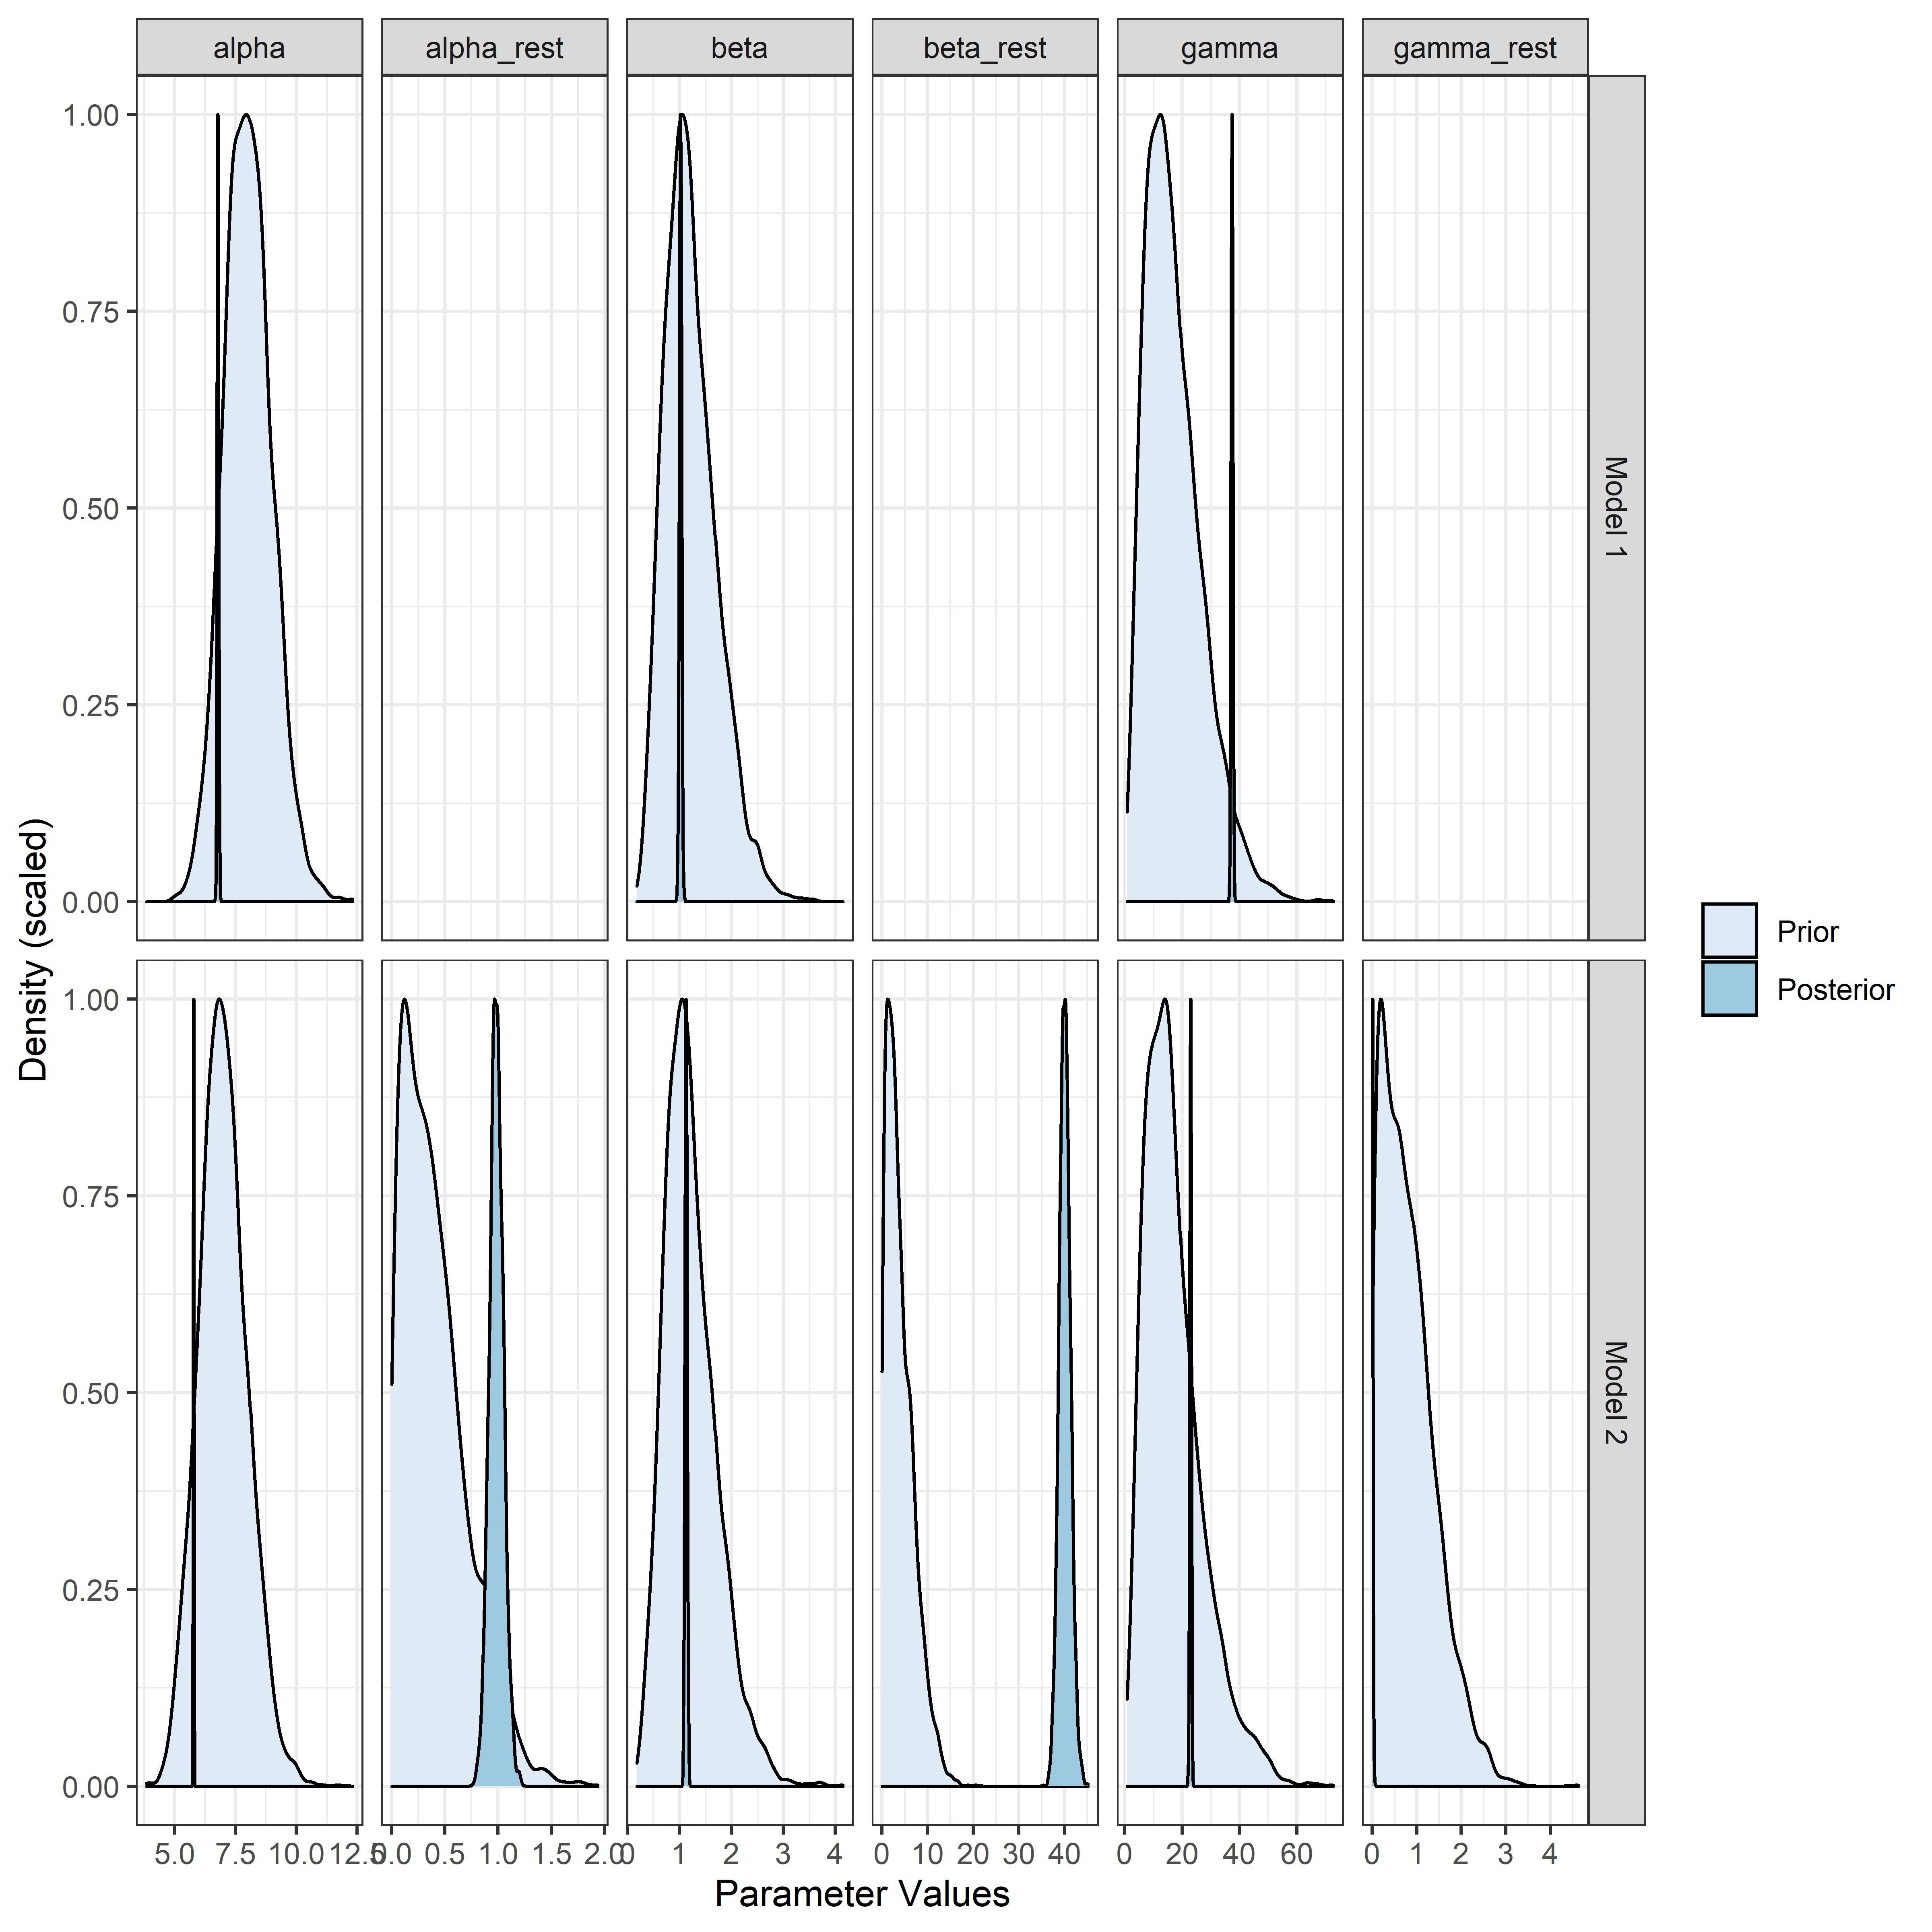 alpha alpha_rest beta beta_rest gamma gamma_rest
1.00
0.75
0.50
0.25
0.00
Model 1
1.00
0.75
0.50
0.25
0.00
Model 2
5.0 7.5 10.0 12.5 0.0 0.5 1.0 1.5 2.0 0 1 2 3 4 0 10 20 30 40 0 20 40 60 0 1 2 3 4
Parameter Values
Density (scaled)
Prior
Posterior